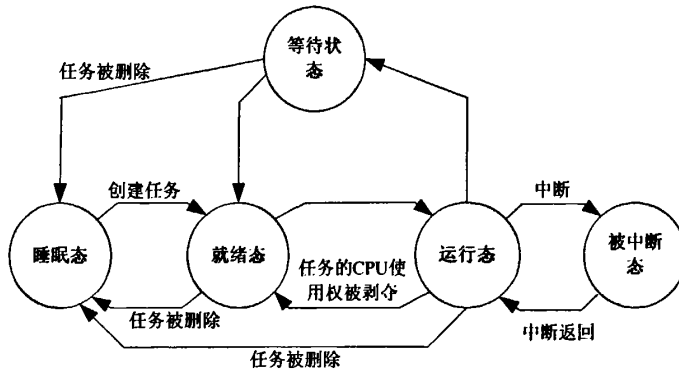 等待状
态
任务被删除
创建任务
中断
睡眠态
就绪态
任务的CPU使
用权被剥夺
运行态
被中断
态
任务被删除
中断返回
任务被删除